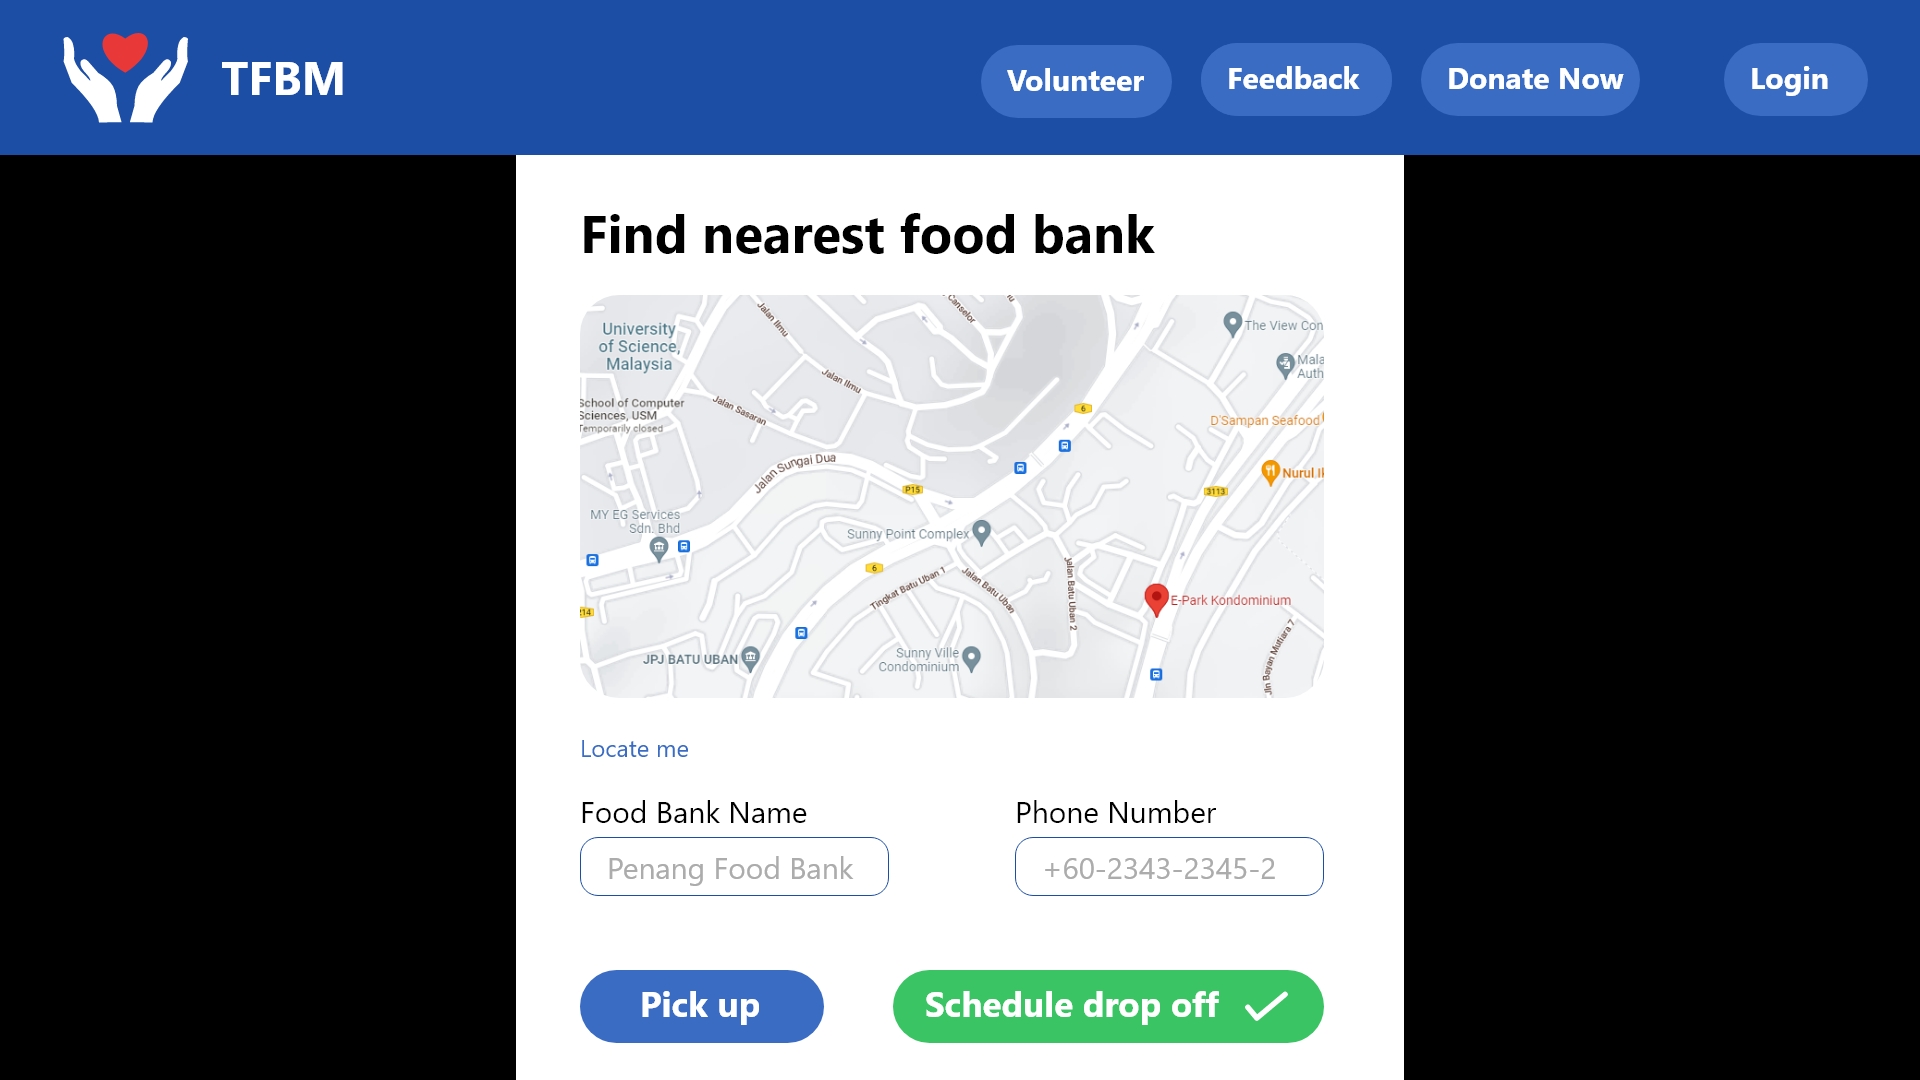 TFBM
Volunteer
Feedback
Donate Now
Login
Find nearest food bank
University
of Science,
Malaysia
School of Computer
Sciences, USM
Temporarily closed
Jalan Ilmu
Jalan Ilmu
Jalan Sasaran
Canselor
The View Con
Mala
Auth
D'Sampan Seafood
6
Nurul Ik
Jalan Sungai Dua
P15
3113
MY EG Services
Sdn. Bhd
Sunny Point Complex
6
Tingkat Batu Uban 1
Jalan Batu Uban
Jalan Batu Uban 2
E-Park Kondominium
214
JPJ BATU UBAN
Sunny Ville
Condominium
Jln Bayan Mutiara 7
Locate me
Food Bank Name
Phone Number
Penang Food Bank
+60-2343-2345-2
Pick up
Schedule drop off